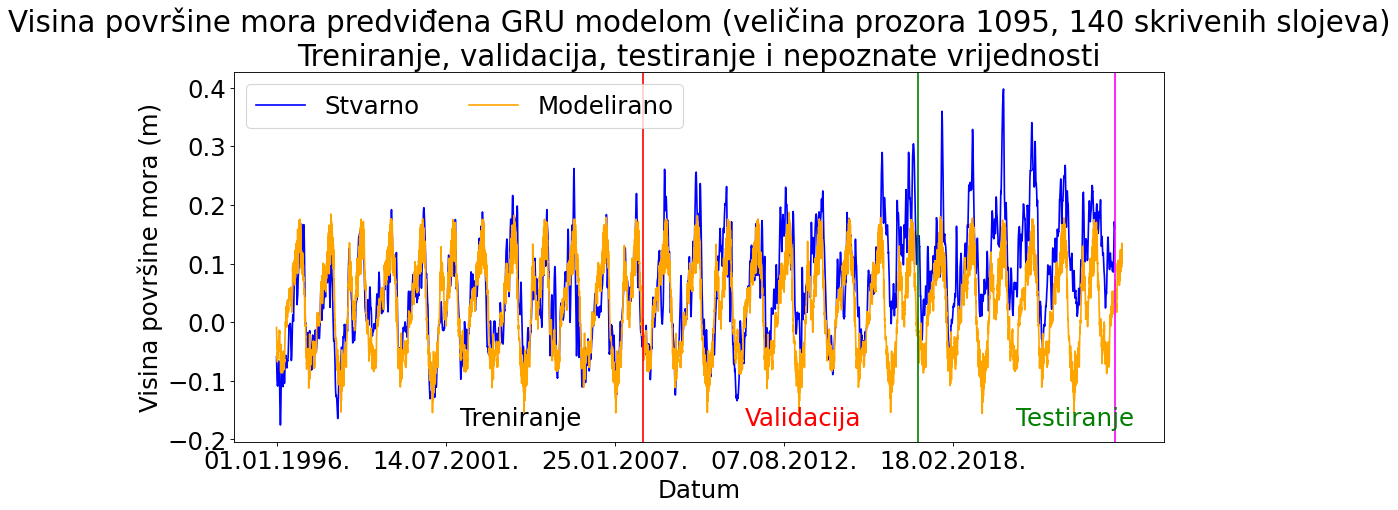 Visina površine mora predviđena GRU modelom (veličina prozora 1095, 140 skrivenih slojeva)
Treniranje, validacija, testiranje i nepoznate vrijednosti
Stvarno
Modelirano
Visina površine mora (m)
0.4
0.3
0.2
0.1
0.0
−0.1
−0.2
Treniranje
Validacija
Testiranje
01.01.1996.
14.07.2001.
25.01.2007.
07.08.2012.
18.02.2018.
Datum